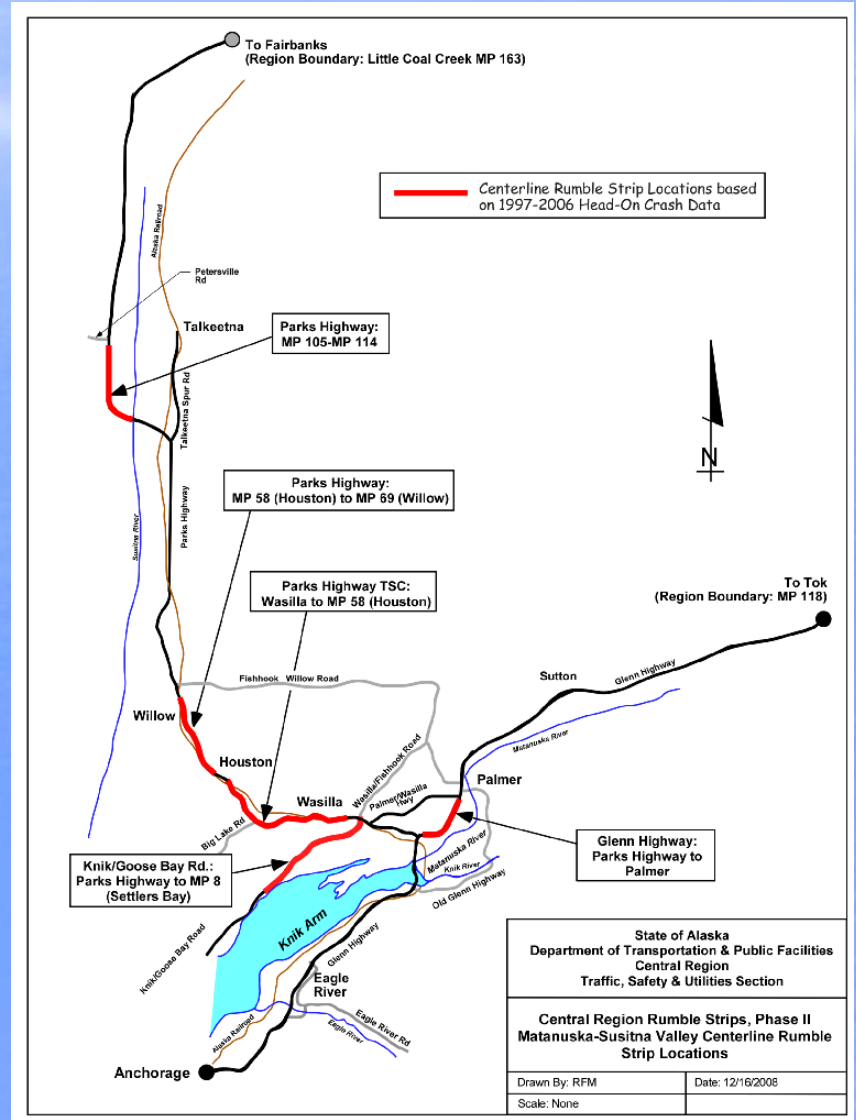 To Fairbanks
(Region Boundary: Little Coal Creek MP 163)
Centerline Rumble Strip Locations based
on 1997-2006 Head-On Crash Data
Alaska Railroad
Petersville
Rd
Talkeetna
Parks Highway:
MP 105-MP 114
Talkeetna Spur Rd
N
Parks Highway:
MP 58 (Houston) to MP 69 (Willow)
Parks Highway
Susitna River
Parks Highway TSC:
Wasilla to MP 58 (Houston)
To Tok
(Region Boundary: MP 118)
Fishhook Willow Road
Sutton
Glenn Highway
Willow
Matanuska River
Houston
Wasilla/Fishhook Road
Palmer
Wasilla
Palmer/Wasilla
Hwy
Big Lake Rd
Glenn Highway:
Parks Highway to
Palmer
Matanuska River
Knik River
Knik/Goose Bay Rd.:
Parks Highway to MP 8
(Settlers Bay)
Old Glenn Highway
Knik Arm
Knik/Goose Bay Road
Glenn Highway
Eagle
River
Eagle River Rd
Eagle River
Alaska Railroad
Anchorage
State of Alaska
Department of Transportation & Public Facilities
Central Region
Traffic, Safety & Utilities Section
Central Region Rumble Strips, Phase II
Matanuska-Susitna Valley Centerline Rumble
Strip Locations
Drawn By: RFM
Date: 12/16/2008
Scale: None